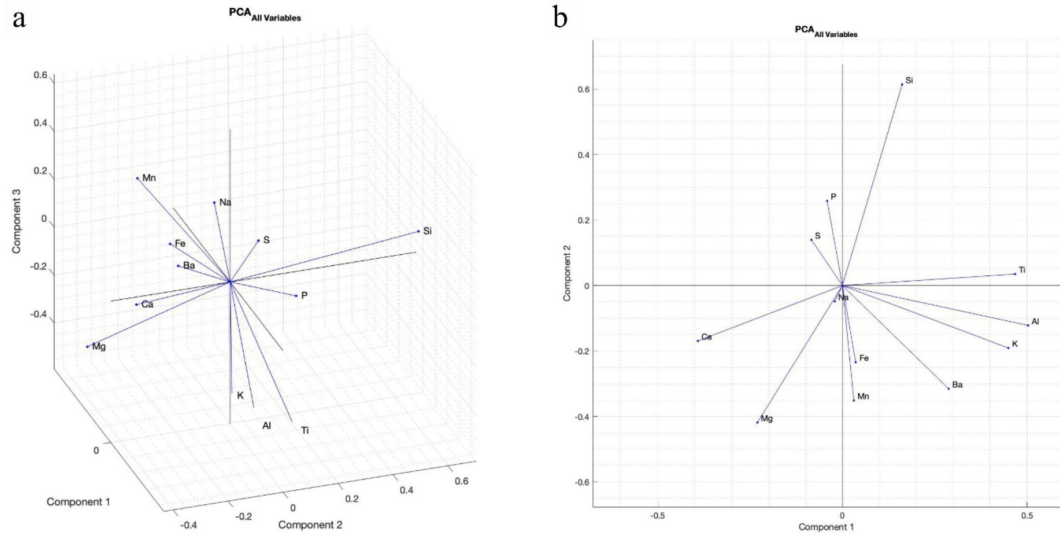 a
PCA All Variables
0.6
0.4
0.2
0
-0.2
-0.4
Component 3
Mn
Na
Fe
S
Si
Ba
Ca
P
Mg
K
Al
Ti
0
Component 1
-0.4
-0.2
0
0.2
0.4
0.6
Component 2
b
PCA All Variables
0.6
0.4
0.2
0
-0.2
-0.4
-0.6
Component 2
Si
P
S
Ti
Na
Al
Ca
K
Fe
Ba
Mn
Mg
-0.5
0
0.5
Component 1